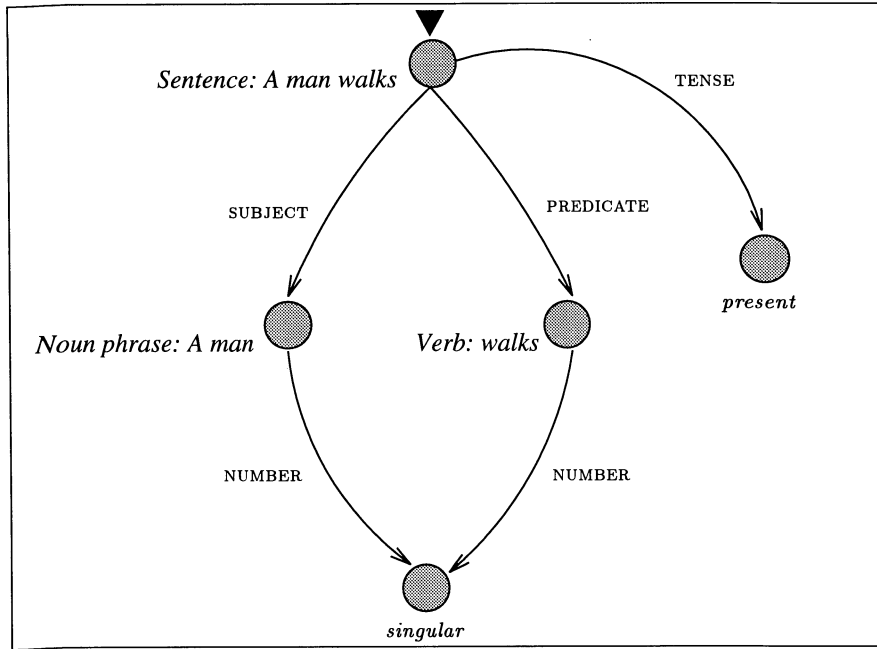 Sentence: A man walks
TENSE
SUBJECT
PREDICATE
present
Noun phrase: A man
Verb: walks
NUMBER
NUMBER
singular